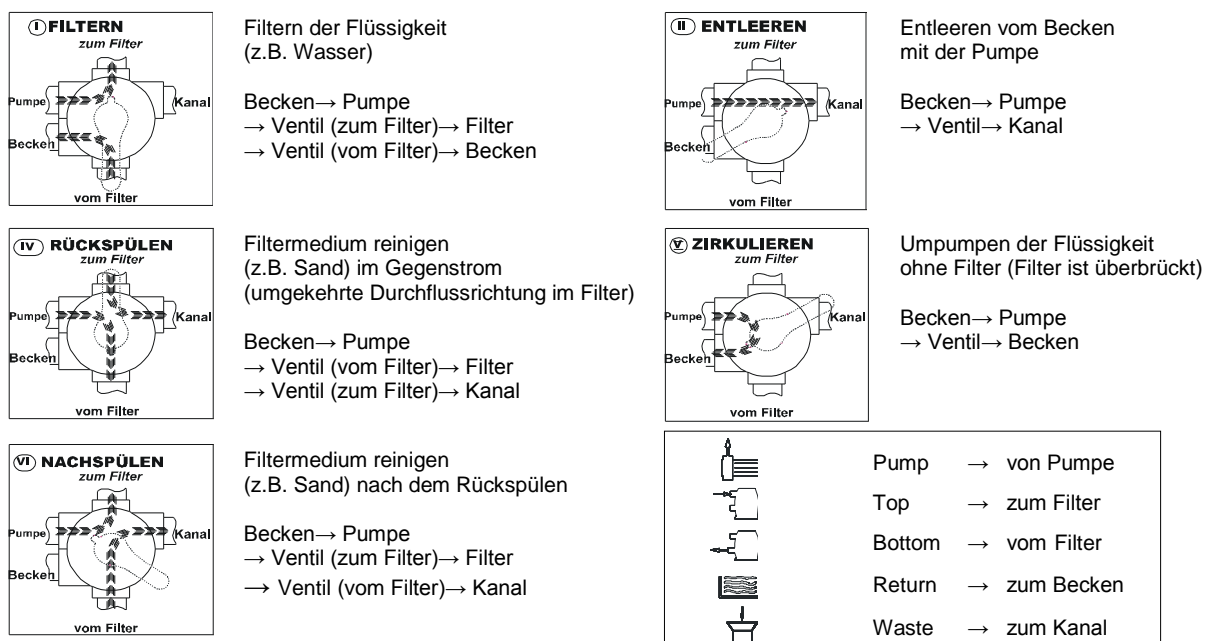 I FILTERN
zum Filter
Pumpe
Kanal
Becken
vom Filter
Filtern der Flüssigkeit
(z.B. Wasser)
Becken→ Pumpe
→ Ventil (zum Filter)→ Filter
→ Ventil (vom Filter)→ Becken
II ENTLEEREN
zum Filter
Pumpe
Kanal
Becken
vom Filter
Entleeren vom Becken
mit der Pumpe
Becken→ Pumpe
→ Ventil→ Kanal
IV RÜCKSPÜLEN
zum Filter
Pumpe
Kanal
Becken
vom Filter
Filtermedium reinigen
(z.B. Sand) im Gegenstrom
(umgekehrte Durchflussrichtung im Filter)
Becken→ Pumpe
→ Ventil (vom Filter)→ Filter
→ Ventil (zum Filter)→ Kanal
V ZIRKULIEREN
zum Filter
Pumpe
Kanal
Becken
vom Filter
Umpumpen der Flüssigkeit
ohne Filter (Filter ist überbrückt)
Becken→ Pumpe
→ Ventil→ Becken
VI NACHSPÜLEN
zum Filter
Pumpe
Kanal
Becken
vom Filter
Filtermedium reinigen
(z.B. Sand) nach dem Rückspülen
Becken→ Pumpe
→ Ventil (zum Filter)→ Filter
→ Ventil (vom Filter)→ Kanal
Pump → von Pumpe
Top → zum Filter
Bottom → vom Filter
Return → zum Becken
Waste → zum Kanal